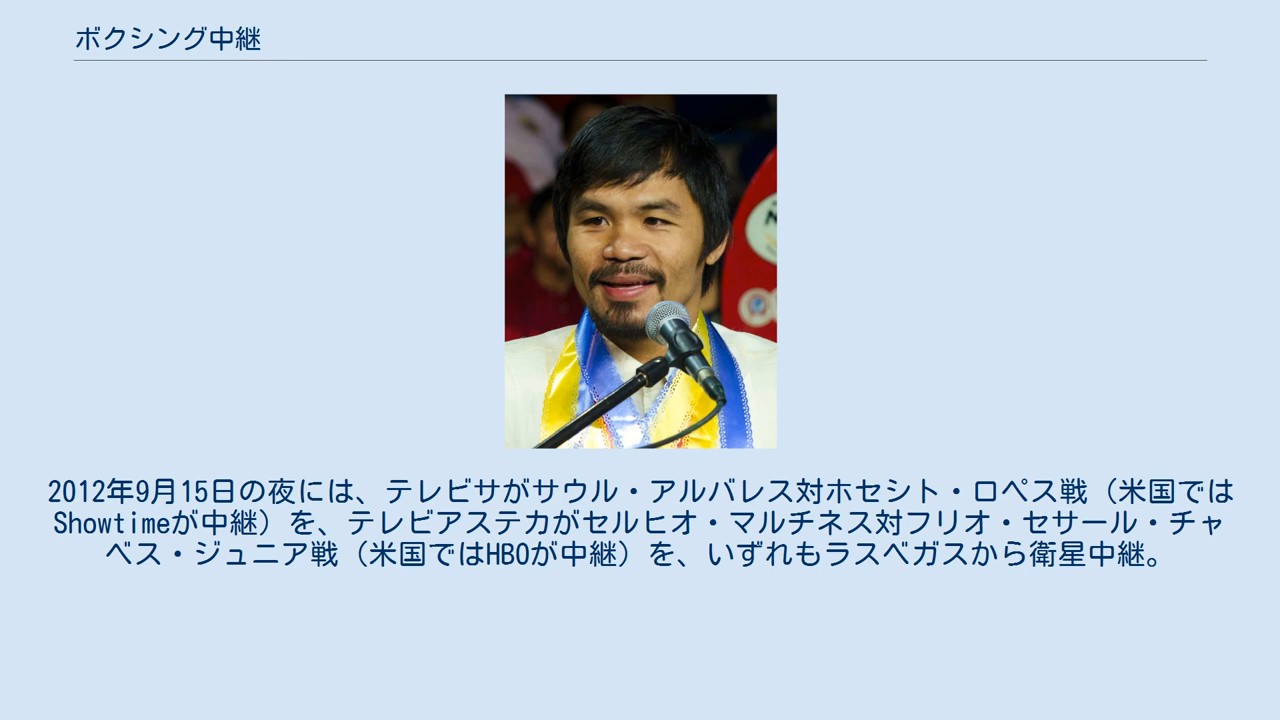 ボクシング中継
2012年9月15日の夜には、テレビサがサウル・アルバレス対ホセシト・ロペス戦（米国では
Showtimeが中継）を、テレビアステカがセルヒオ・マルチネス対フリオ・セサール・チャ
ベス・ジュニア戦（米国ではHBOが中継）を、いずれもラスベガスから衛星中継。